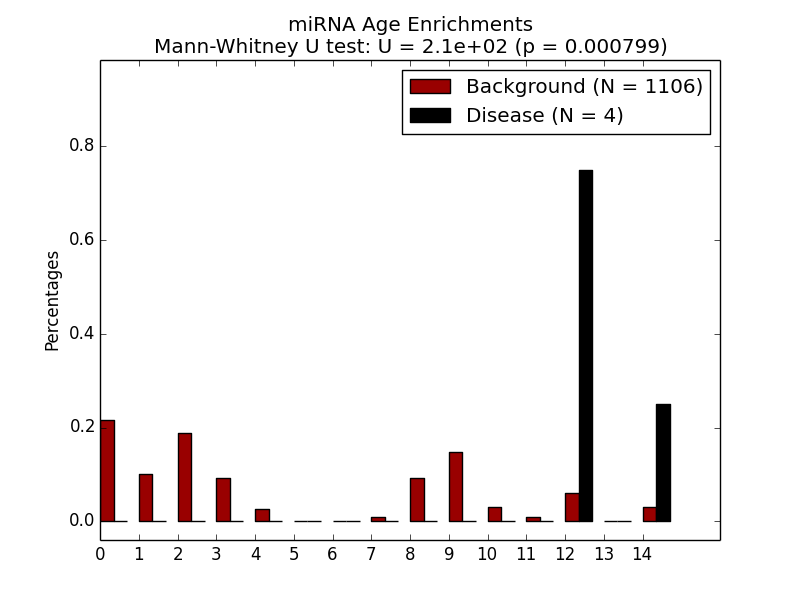 miRNA Age Enrichments
Mann-Whitney U test: U = 2.1e+02 (p = 0.000799)
Background (N = 1106)
Disease (N = 4)
Percentages
0.8
0.6
0.4
0.2
0.0
0 1 2 3 4 5 6 7 8 9 10 11 12 13 14